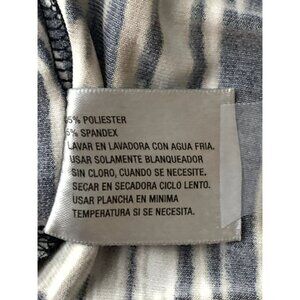 95% POLIESTER
5% SPANDEX
LAVAR EN LAVADORA CON AGUA FRIA.
USAR SOLAMENTE BLANQUEADOR
SIN CLORO, CUANDO SE NECESITE.
SECAR EN SECADORA CICLO LENTO.
USAR PLANCHA EN MINIMA
TEMPERATURA SI SE NECESITA.